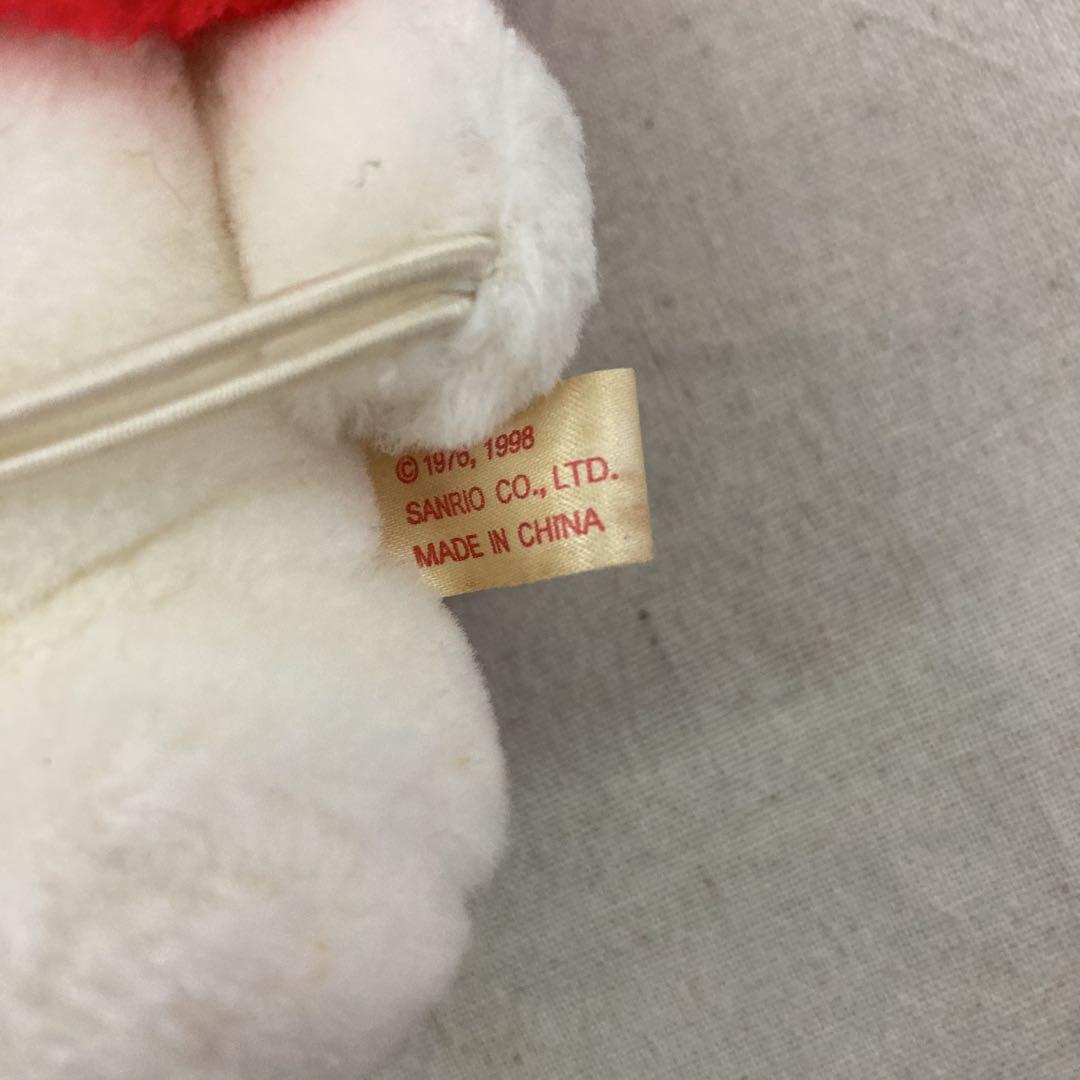 © 1976, 1998
SANRIO CO., LTD.
MADE IN CHINA